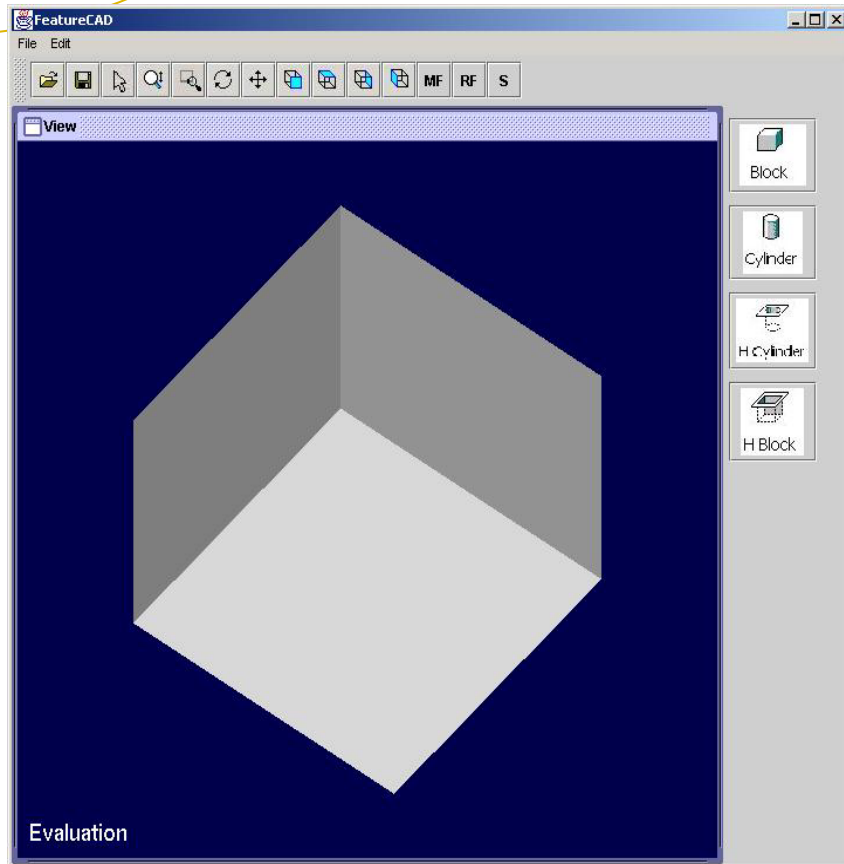 FeatureCAD
File Edit
MF RF S
View
Block
Cylinder
H Cylinder
H Block
Evaluation